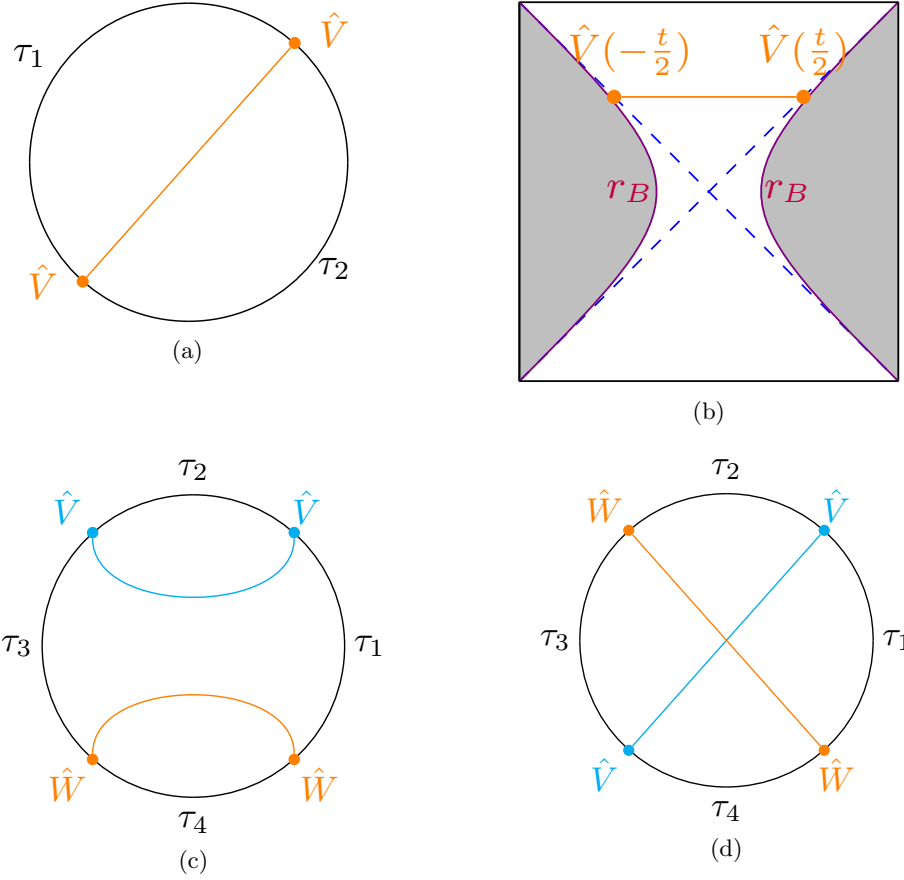 τ₁
V̂
V̂
τ₂
(a)
V̂(−t/2)
V̂(t/2)
r_B
r_B
(b)
τ₂
V̂
V̂
τ₃
τ₁
Ŵ
Ŵ
τ₄
(c)
τ₂
Ŵ
V̂
τ₃
τ₁
V̂
Ŵ
τ₄
(d)